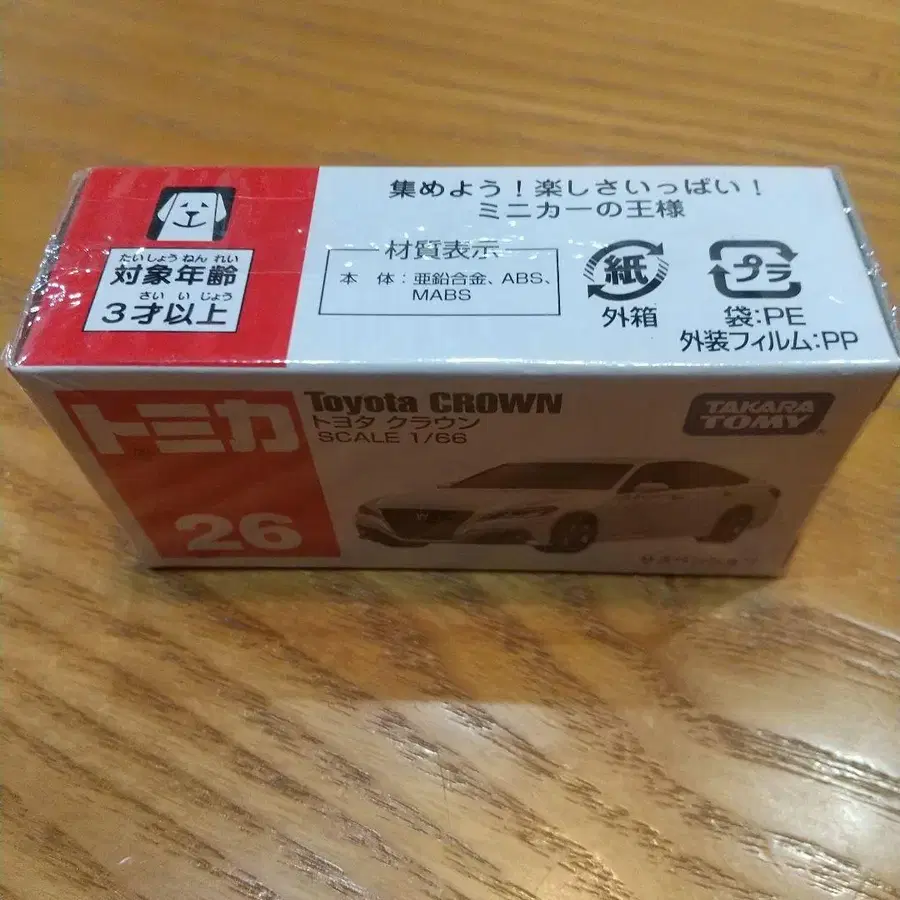 集めよう!楽しさいっぱい!
ミニカーの王様
たいしょうねんれい
対象年齢
さいいじょう
3才以上
材質表示
本 体:亜鉛合金、ABS、
MABS
紙
外箱
プラ
袋:PE
外装フィルム:PP
トミカ
26
Toyota CROWN
トヨタ クラウン
SCALE 1/66
TAKARA
TOMY